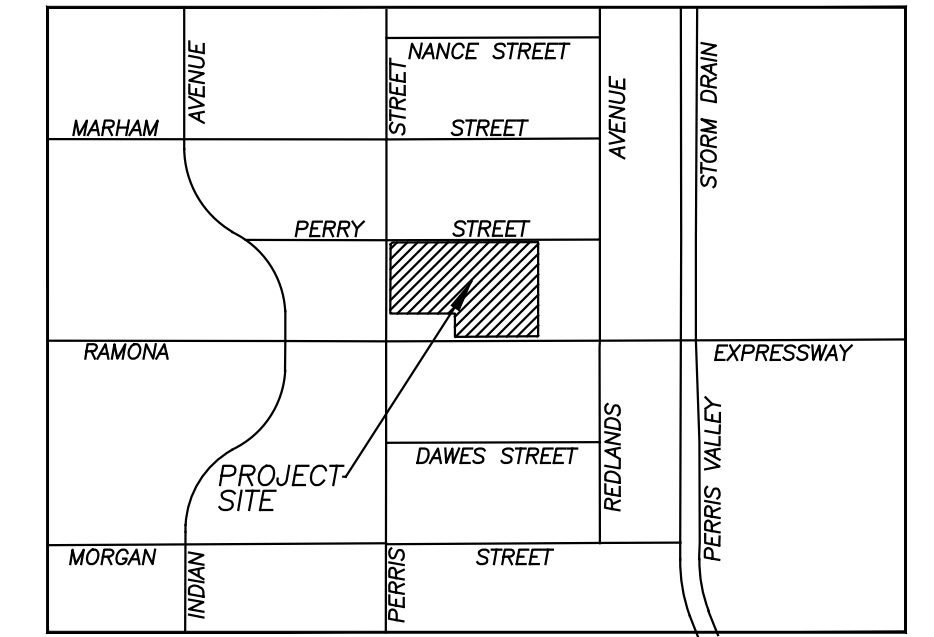 NANCE STREET
AVENUE
STREET
AVENUE
STORM DRAIN
MARHAM STREET
PERRY STREET
RAMONA EXPRESSWAY
DAWES STREET
REDLANDS
PERRIS VALLEY
PROJECT
SITE
MORGAN STREET
INDIAN
PERRIS